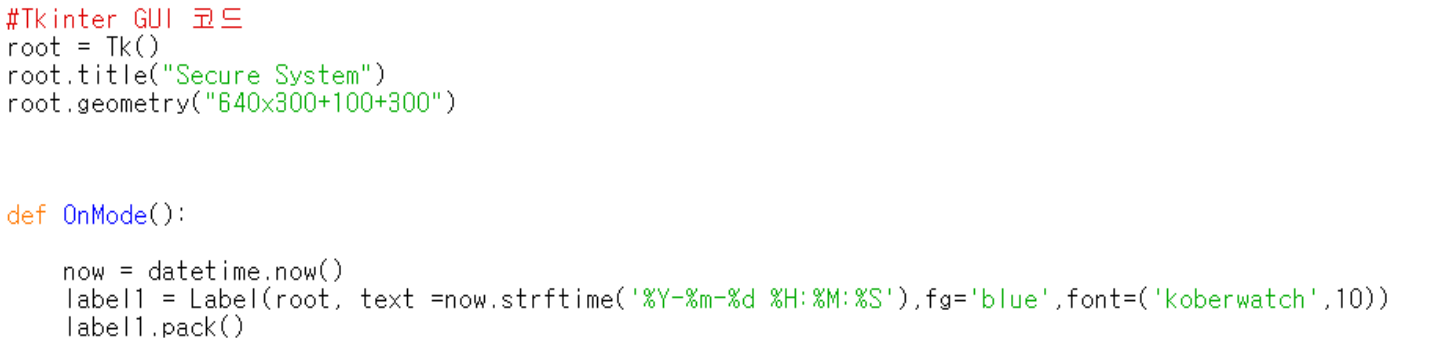 #Tkinter GUI 코드
root = Tk()
root.title("Secure System")
root.geometry("640x300+100+300")
def OnMode():
now = datetime.now()
label1 = Label(root, text =now.strftime('%Y-%m-%d %H:%M:%S'),fg='blue',font=('koberwatch',10))
label1.pack()